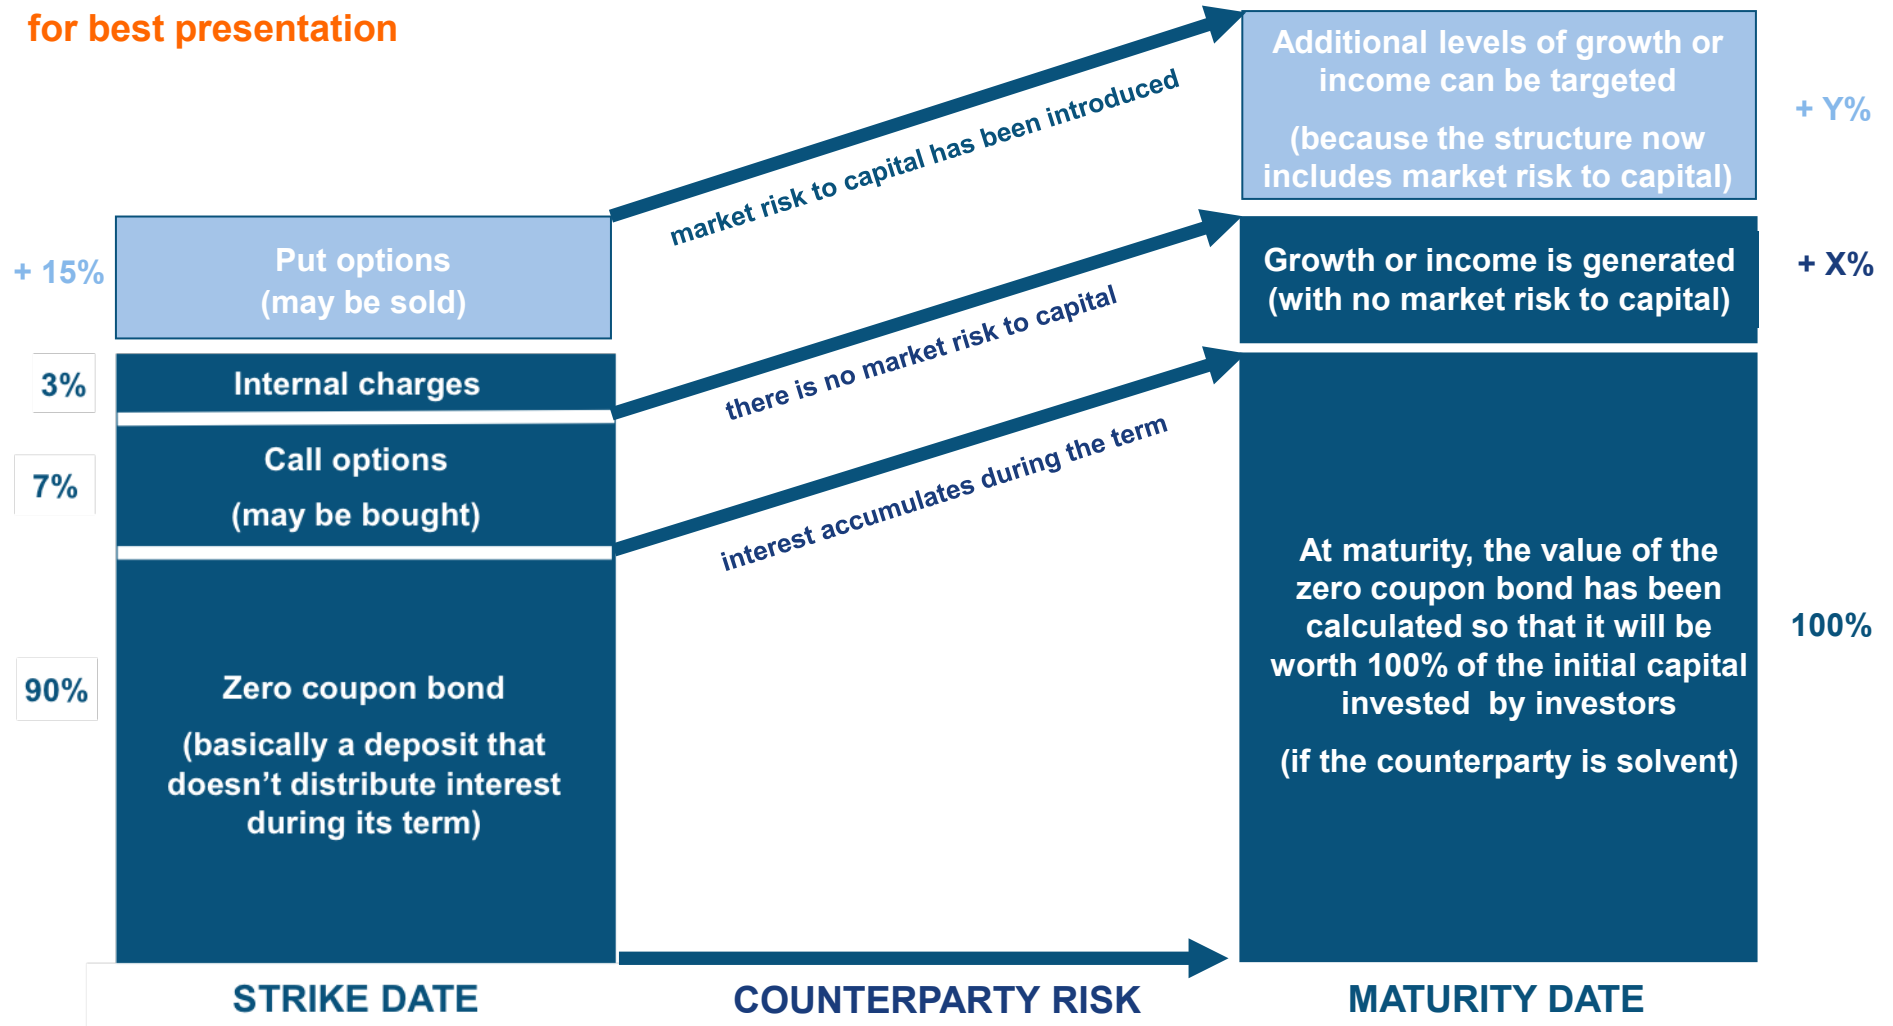 for best presentation
Additional levels of growth or
income can be targeted
(because the structure now
includes market risk to capital)
+ Y%
market risk to capital has been introduced
+ 15%
Put options
(may be sold)
Growth or income is generated
(with no market risk to capital)
+ X%
there is no market risk to capital
3%
Internal charges
7%
Call options
(may be bought)
interest accumulates during the term
90%
Zero coupon bond
(basically a deposit that
doesn’t distribute interest
during its term)
At maturity, the value of the
zero coupon bond has been
calculated so that it will be
worth 100% of the initial capital
invested  by investors
(if the counterparty is solvent)
100%
STRIKE DATE
COUNTERPARTY RISK
MATURITY DATE